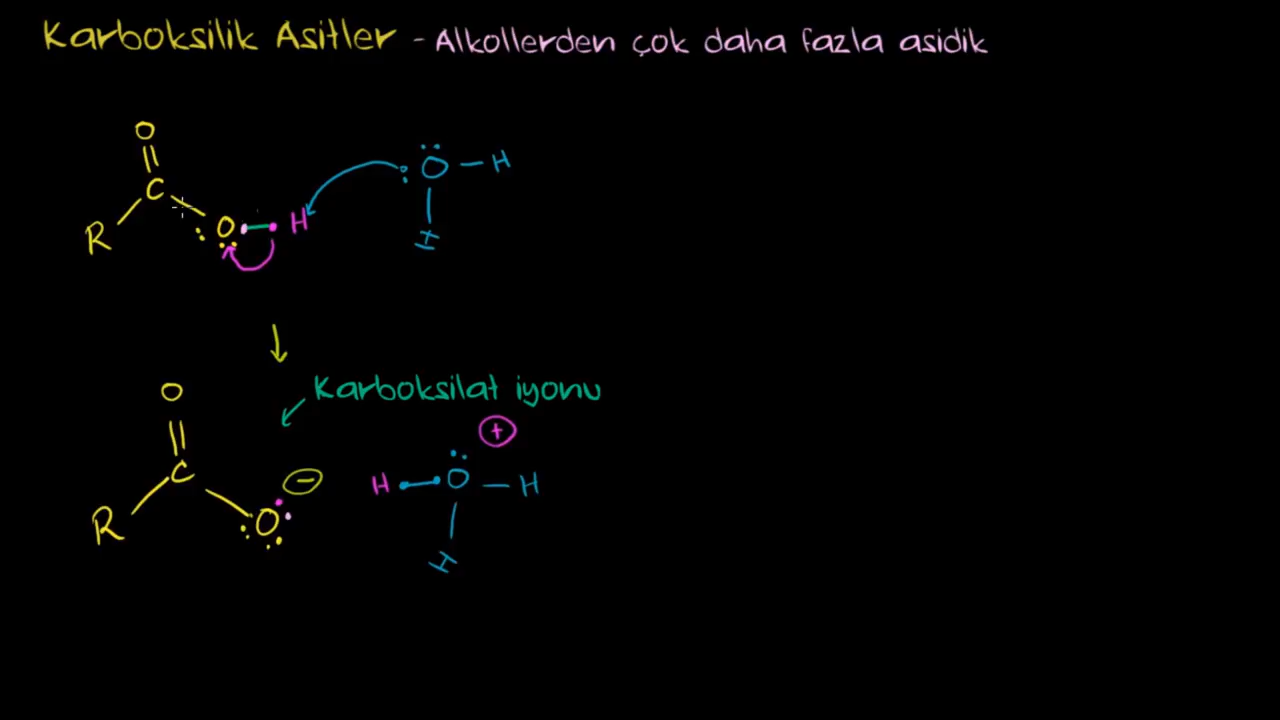 Karboksilik Asitler - Alkollerden çok daha fazla asidik
O
C
R
O
H
O
H
H
Karboksilat iyonu
O
C
R
O
−
H
O
H
H
+